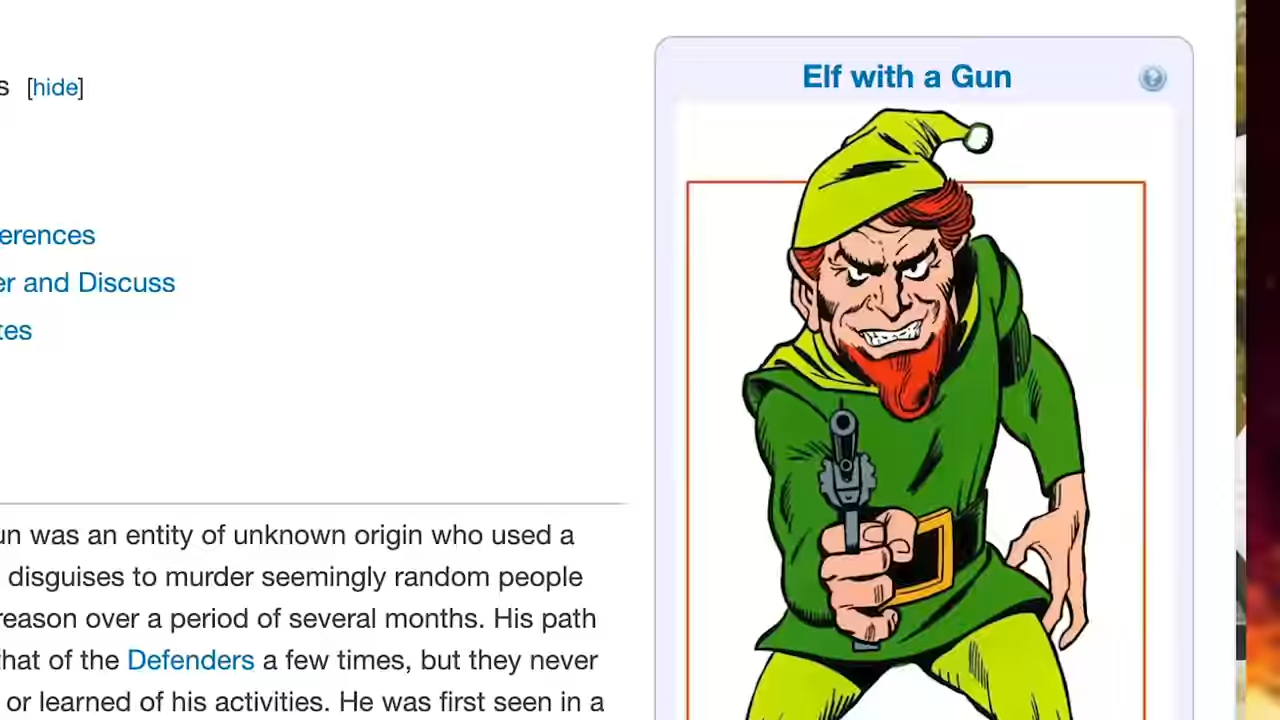 s [hide]
Elf with a Gun
?
erences
er and Discuss
tes
un was an entity of unknown origin who used a
disguises to murder seemingly random people
reason over a period of several months. His path
that of the Defenders a few times, but they never
or learned of his activities. He was first seen in a